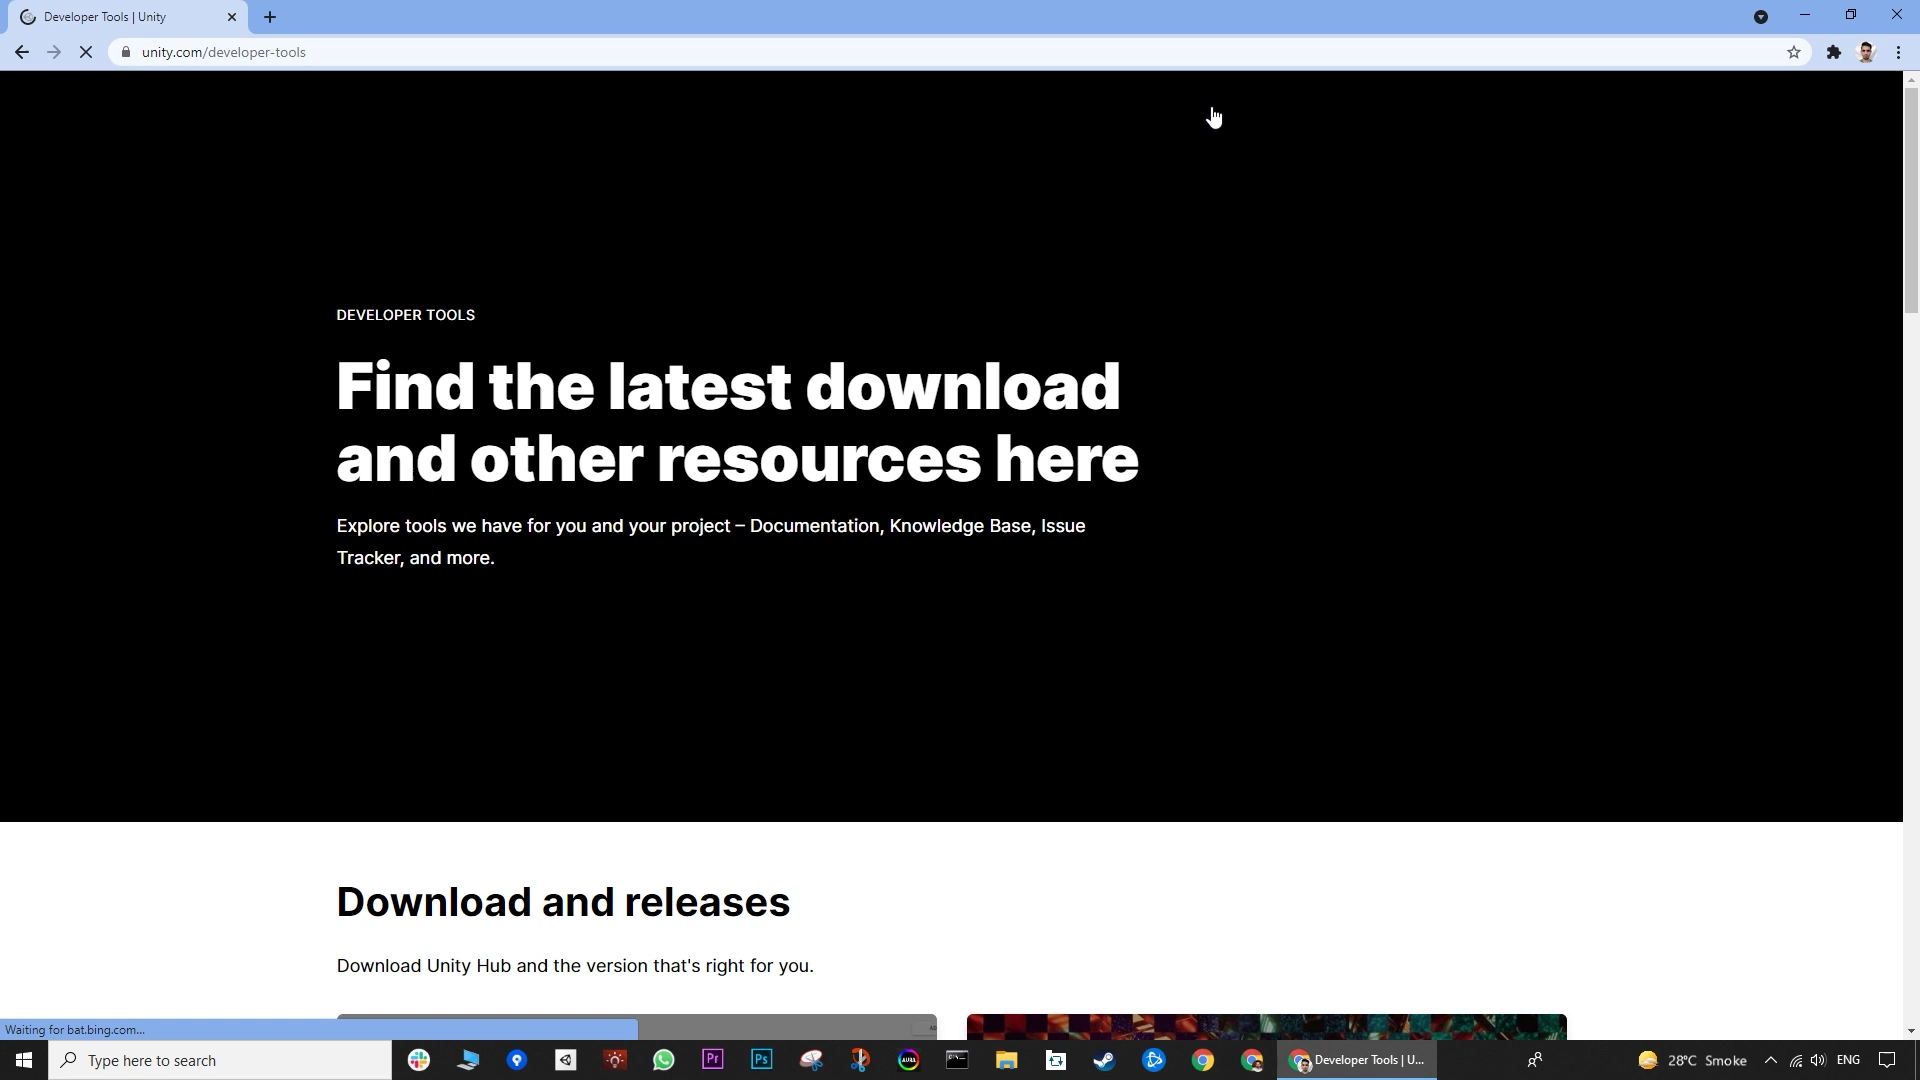 Developer Tools | Unity
unity.com/developer-tools
DEVELOPER TOOLS
Find the latest download
and other resources here
Explore tools we have for you and your project – Documentation, Knowledge Base, Issue
Tracker, and more.
Download and releases
Download Unity Hub and the version that's right for you.
Waiting for bat.bing.com...
Type here to search
Pr
Ps
AURA
Developer Tools | U...
28°C Smoke
ENG